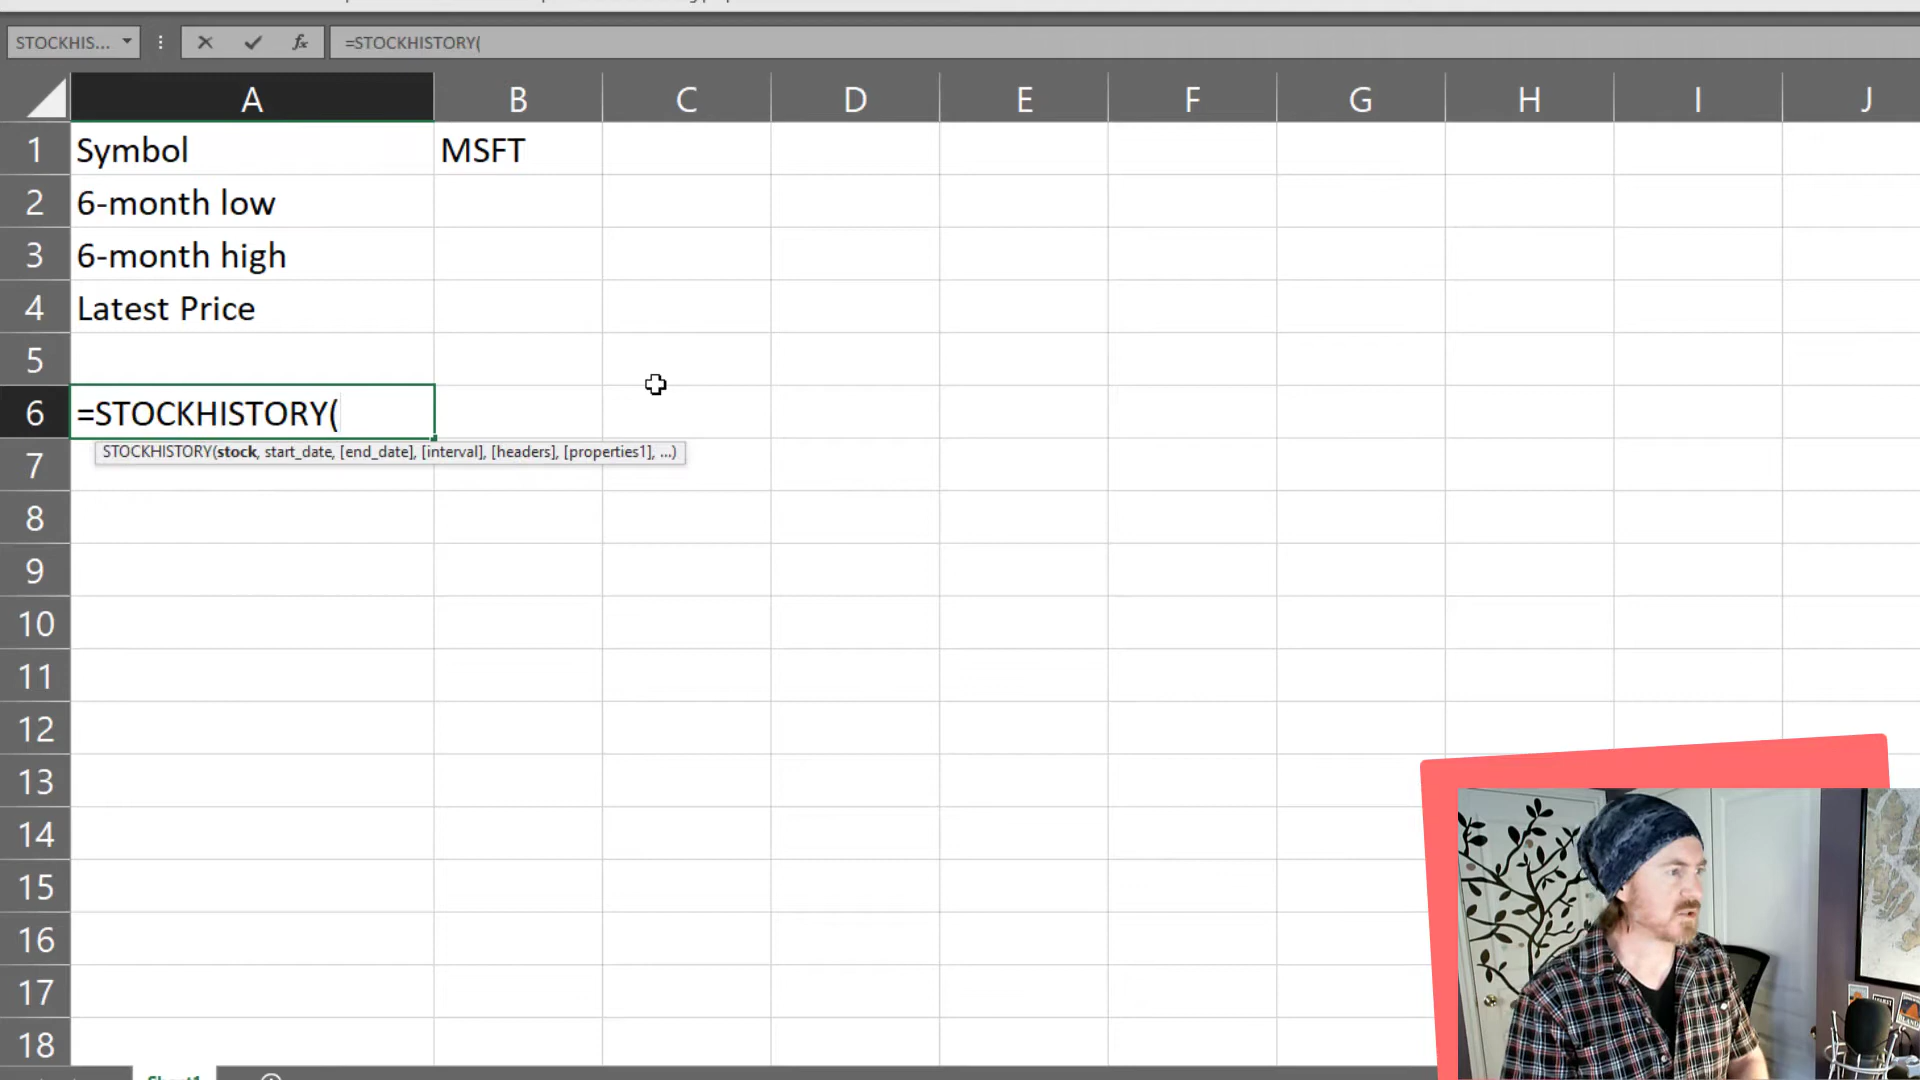 STOCKHIS...
fx
=STOCKHISTORY(
A B C D E F G H I J
1 Symbol MSFT
2 6-month low
3 6-month high
4 Latest Price
5
6 =STOCKHISTORY(
STOCKHISTORY(stock, start_date, [end_date], [interval], [headers], [properties1], ...)
7
8
9
10
11
12
13
14
15
16
17
18